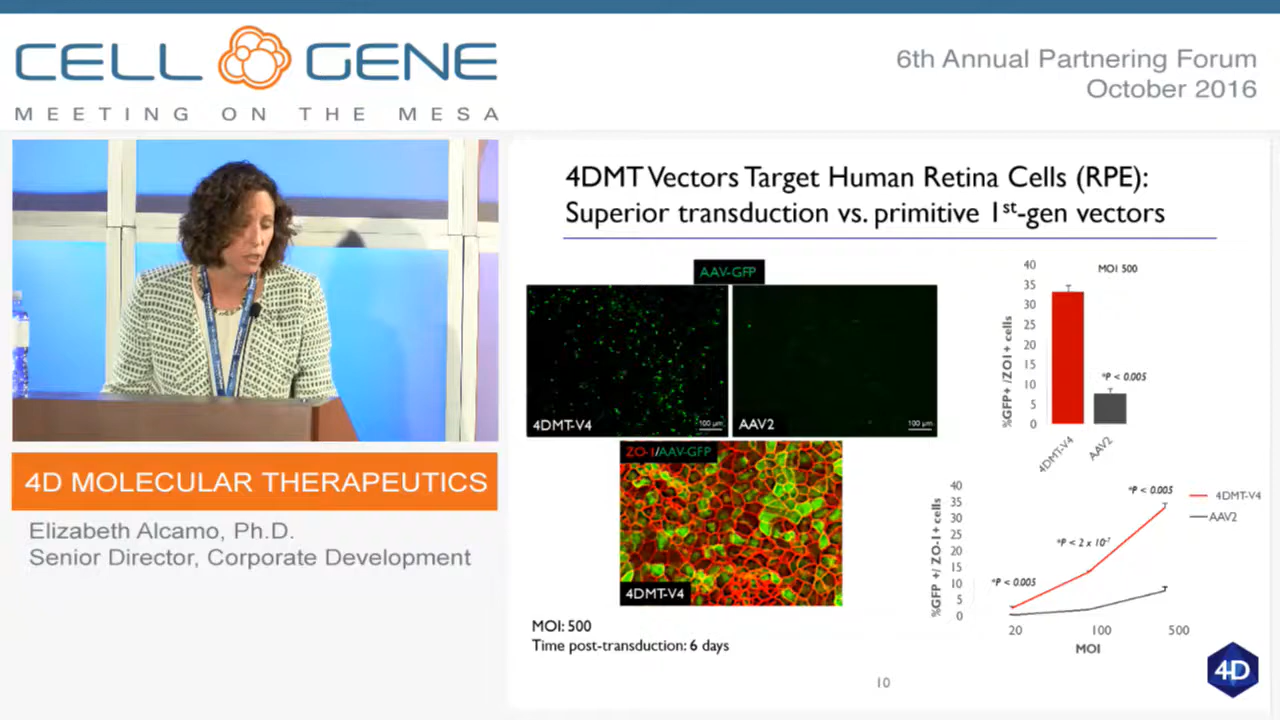 CELL GENE
MEETING ON THE MESA
6th Annual Partnering Forum
October 2016
4D MOLECULAR THERAPEUTICS
Elizabeth Alcamo, Ph.D.
Senior Director, Corporate Development
4DMT Vectors Target Human Retina Cells (RPE):
Superior transduction vs. primitive 1st-gen vectors
AAV-GFP
4DMT-V4
100 µm
AAV2
100 µm
ZO-1/AAV-GFP
4DMT-V4
MOI: 500
Time post-transduction: 6 days
MOI 500
%GFP+ /ZO1 + cells
40
35
30
25
20
15
10
5
0
*P < 0.005
4DMT-V4
AAV2
%GFP +/ ZO-1 + cells
40
35
30
25
20
15
10
5
0
*P < 0.005
*P < 2 x 10-7
*P < 0.005
4DMT-V4
AAV2
20
100
500
MOI
10
4D